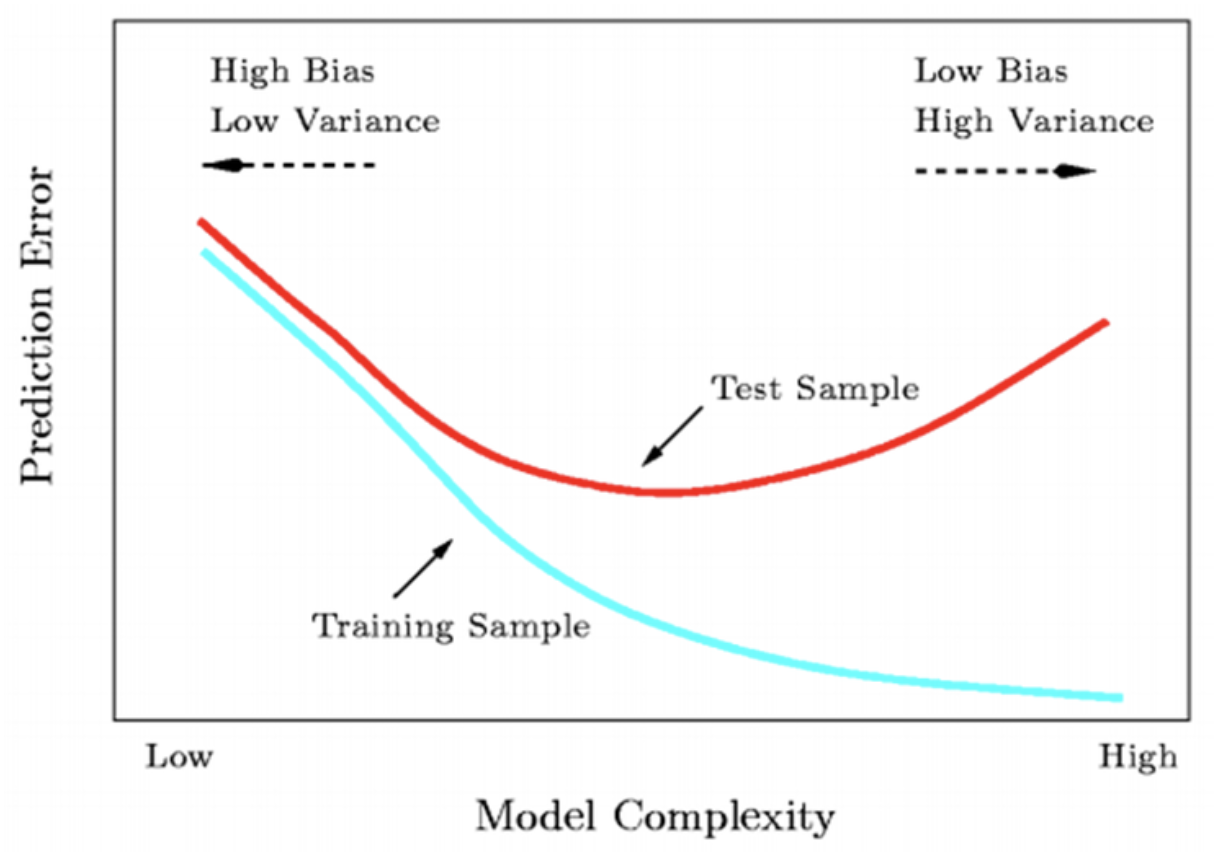 High Bias
Low Variance
Low Bias
High Variance
Prediction Error
Test Sample
Training Sample
Low
High
Model Complexity